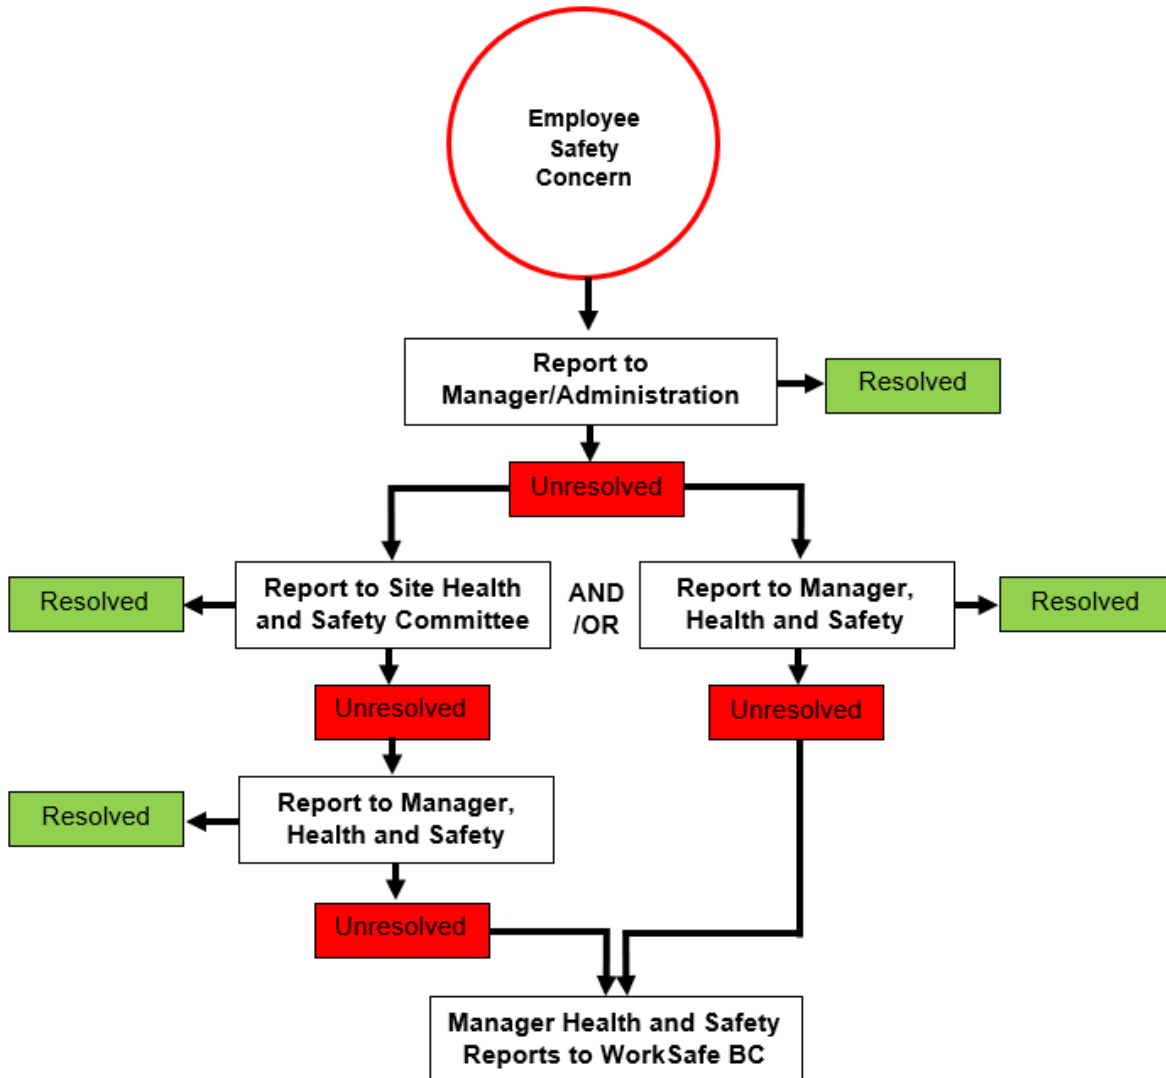 Employee
Safety
Concern
Report to
Manager/Administration
Resolved
Unresolved
Resolved
Report to Site Health
and Safety Committee
AND
/OR
Report to Manager,
Health and Safety
Resolved
Unresolved
Unresolved
Resolved
Report to Manager,
Health and Safety
Unresolved
Manager Health and Safety
Reports to WorkSafe BC